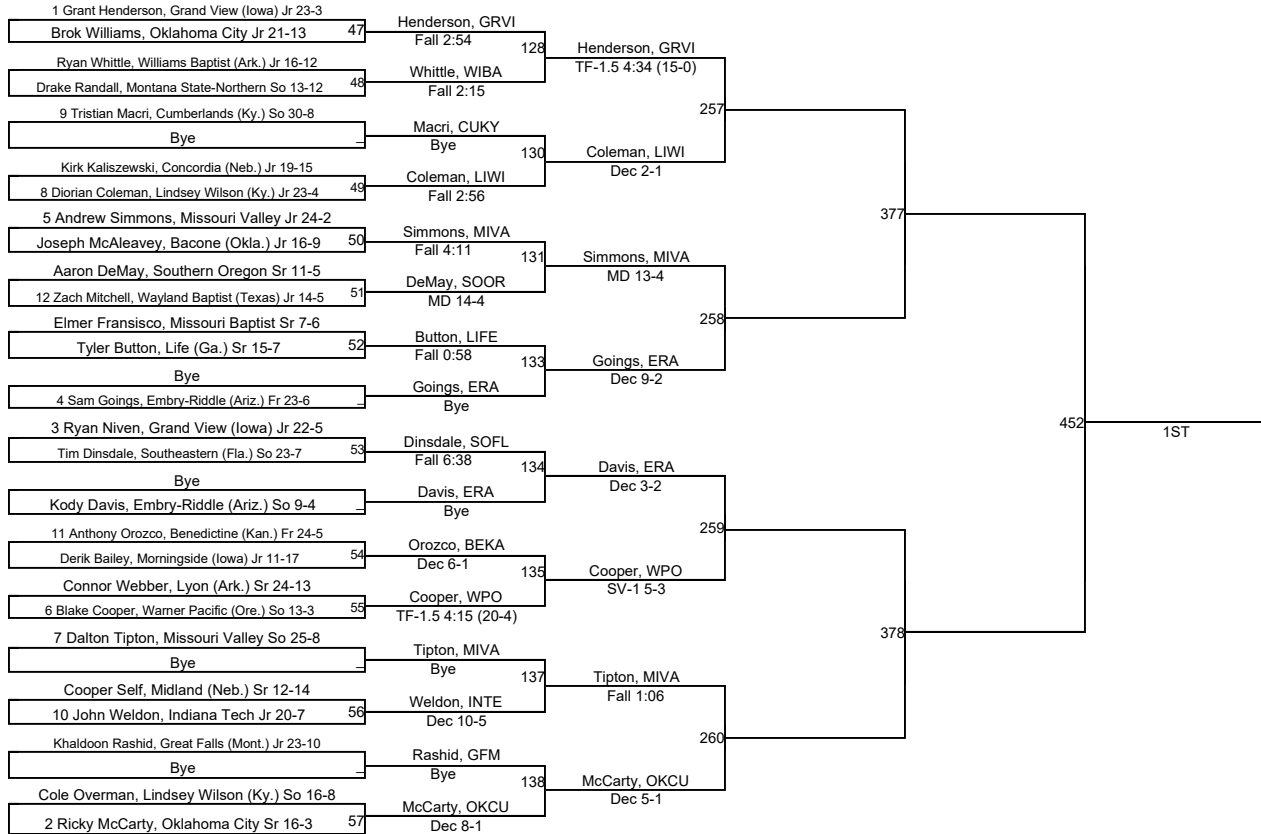 1 Grant Henderson, Grand View (Iowa) Jr 23-3
Brok Williams, Oklahoma City Jr 21-13
47
Ryan Whittle, Williams Baptist (Ark.) Jr 16-12
Drake Randall, Montana State-Northern So 13-12
48
9 Tristian Macri, Cumberlands (Ky.) So 30-8
Bye
_
Kirk Kaliszewski, Concordia (Neb.) Jr 19-15
8 Diorian Coleman, Lindsey Wilson (Ky.) Jr 23-4
49
5 Andrew Simmons, Missouri Valley Jr 24-2
Joseph McAleavey, Bacone (Okla.) Jr 16-9
50
Aaron DeMay, Southern Oregon Sr 11-5
12 Zach Mitchell, Wayland Baptist (Texas) Jr 14-5
51
Elmer Fransisco, Missouri Baptist Sr 7-6
Tyler Button, Life (Ga.) Sr 15-7
52
Bye
4 Sam Goings, Embry-Riddle (Ariz.) Fr 23-6
_
3 Ryan Niven, Grand View (Iowa) Jr 22-5
Tim Dinsdale, Southeastern (Fla.) So 23-7
53
Bye
Kody Davis, Embry-Riddle (Ariz.) So 9-4
_
11 Anthony Orozco, Benedictine (Kan.) Fr 24-5
Derik Bailey, Morningside (Iowa) Jr 11-17
54
Connor Webber, Lyon (Ark.) Sr 24-13
6 Blake Cooper, Warner Pacific (Ore.) So 13-3
55
7 Dalton Tipton, Missouri Valley So 25-8
Bye
_
Cooper Self, Midland (Neb.) Sr 12-14
10 John Weldon, Indiana Tech Jr 20-7
56
Khaldoon Rashid, Great Falls (Mont.) Jr 23-10
Bye
_
Cole Overman, Lindsey Wilson (Ky.) So 16-8
2 Ricky McCarty, Oklahoma City Sr 16-3
57
Henderson, GRVI
Fall 2:54
128
Whittle, WIBA
Fall 2:15
Macri, CUKY
Bye
130
Coleman, LIWI
Fall 2:56
Simmons, MIVA
Fall 4:11
131
DeMay, SOOR
MD 14-4
Button, LIFE
Fall 0:58
133
Goings, ERA
Bye
Dinsdale, SOFL
Fall 6:38
134
Davis, ERA
Bye
Orozco, BEKA
Dec 6-1
135
Cooper, WPO
TF-1.5 4:15 (20-4)
Tipton, MIVA
Bye
137
Weldon, INTE
Dec 10-5
Rashid, GFM
Bye
138
McCarty, OKCU
Dec 8-1
Henderson, GRVI
TF-1.5 4:34 (15-0)
257
Coleman, LIWI
Dec 2-1
Simmons, MIVA
MD 13-4
258
Goings, ERA
Dec 9-2
Davis, ERA
Dec 3-2
259
Cooper, WPO
SV-1 5-3
Tipton, MIVA
Fall 1:06
260
McCarty, OKCU
Dec 5-1
377
378
452
1ST